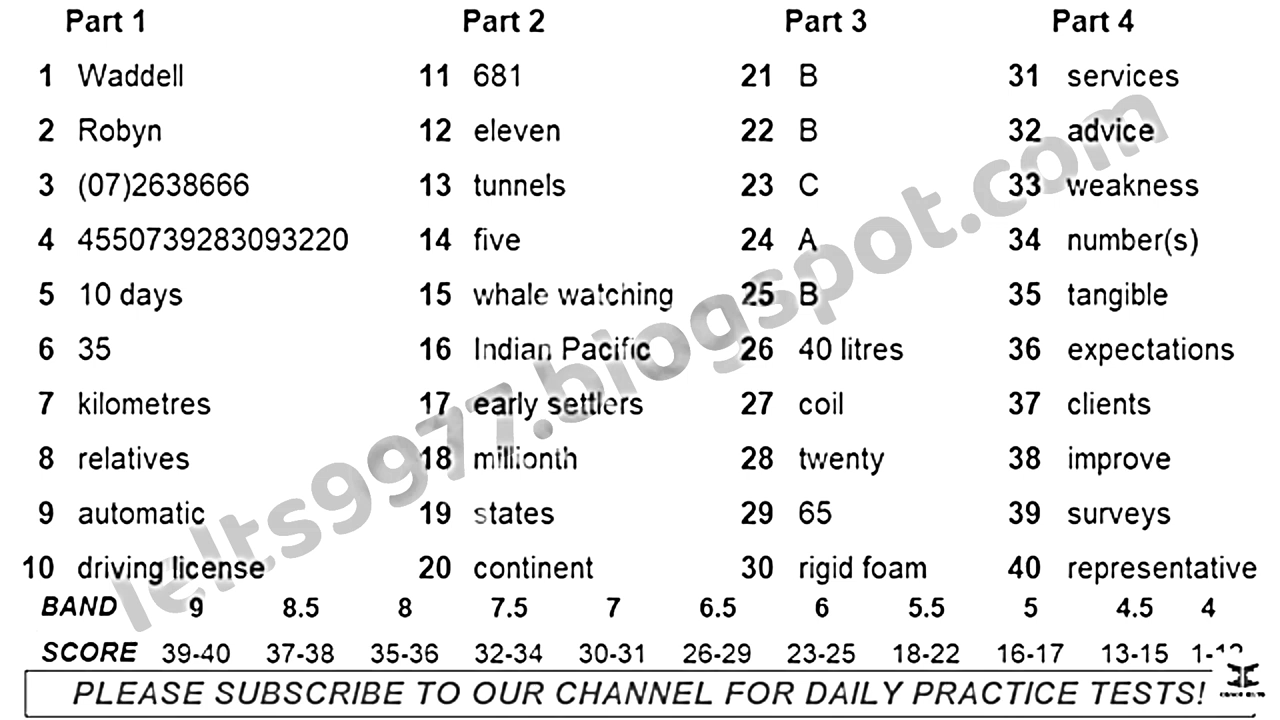 Part 1 Part 2 Part 3 Part 4
1 Waddell 11 681 21 B 31 services
2 Robyn 12 eleven 22 B 32 advice
3 (07)2638666 13 tunnels 23 C 33 weakness
4 4550739283093220 14 five 24 A 34 number(s)
5 10 days 15 whale watching 25 B 35 tangible
6 35 16 Indian Pacific 26 40 litres 36 expectations
7 kilometres 17 early settlers 27 coil 37 clients
8 relatives 18 millionth 28 twenty 38 improve
9 automatic 19 states 29 65 39 surveys
10 driving license 20 continent 30 rigid foam 40 representative
BAND 9 8.5 8 7.5 7 6.5 6 5.5 5 4.5 4
SCORE 39-40 37-38 35-36 32-34 30-31 26-29 23-25 18-22 16-17 13-15
PLEASE SUBSCRIBE TO OUR CHANNEL FOR DAILY PRACTICE TESTS!
Ielts9977.blogspot.com